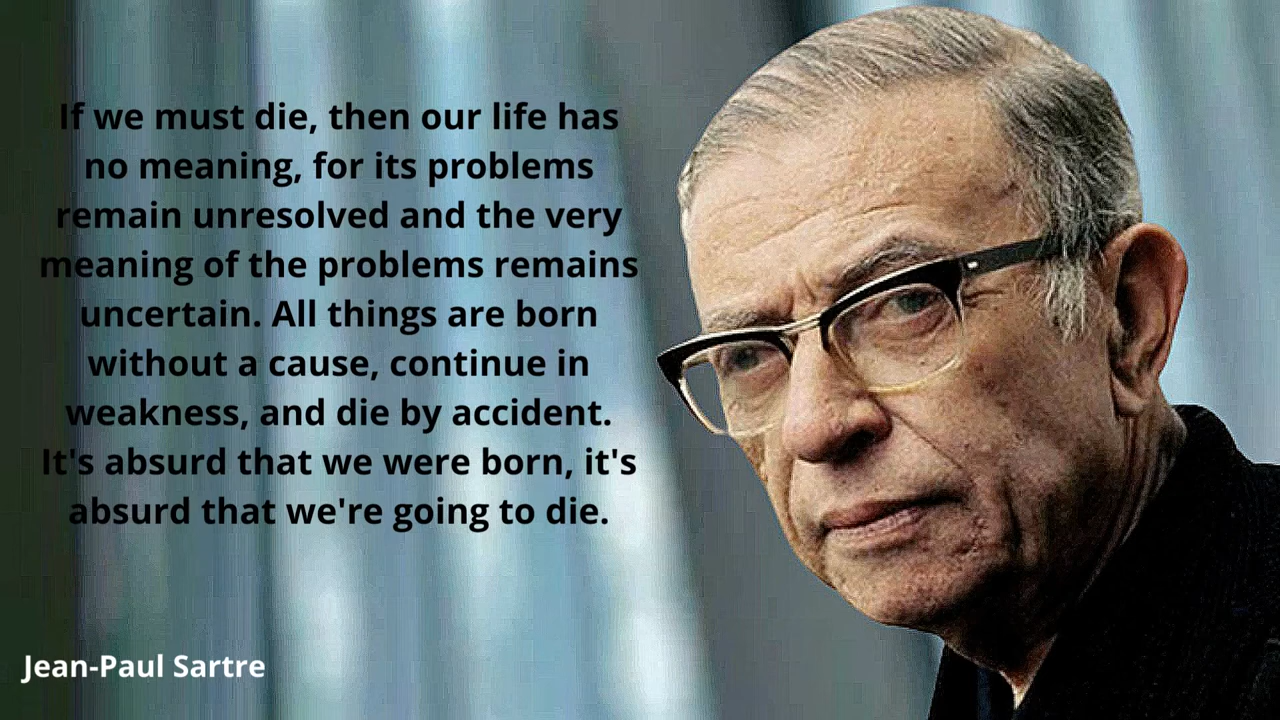 If we must die, then our life has
no meaning, for its problems
remain unresolved and the very
meaning of the problems remains
uncertain. All things are born
without a cause, continue in
weakness, and die by accident.
It's absurd that we were born, it's
absurd that we're going to die.
Jean-Paul Sartre